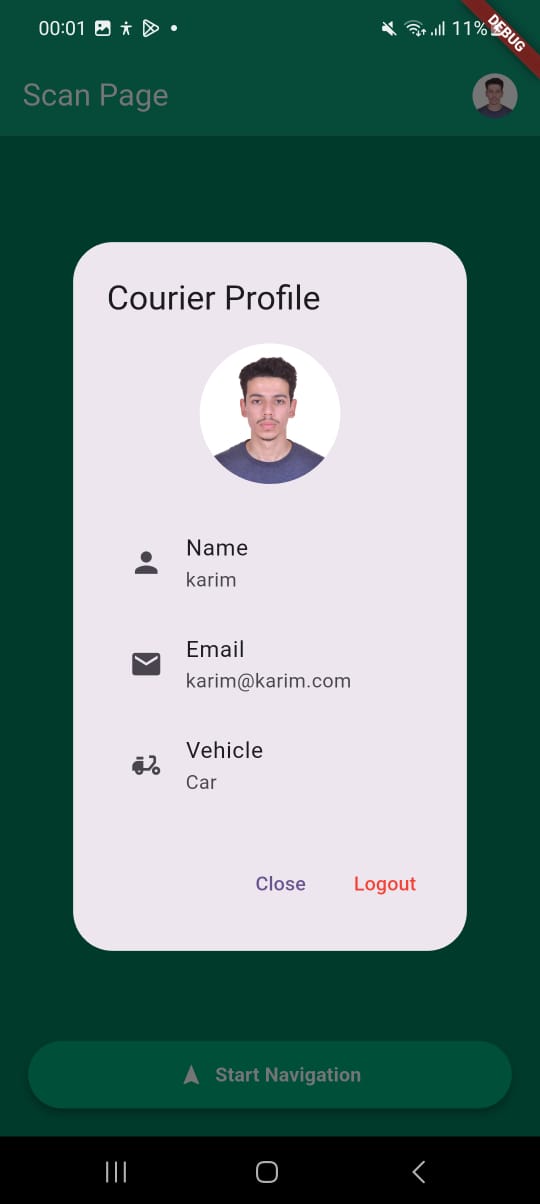 00:01
11%
DEBUG
Scan Page
Courier Profile
Name
karim
Email
karim@karim.com
Vehicle
Car
Close
Logout
Start Navigation